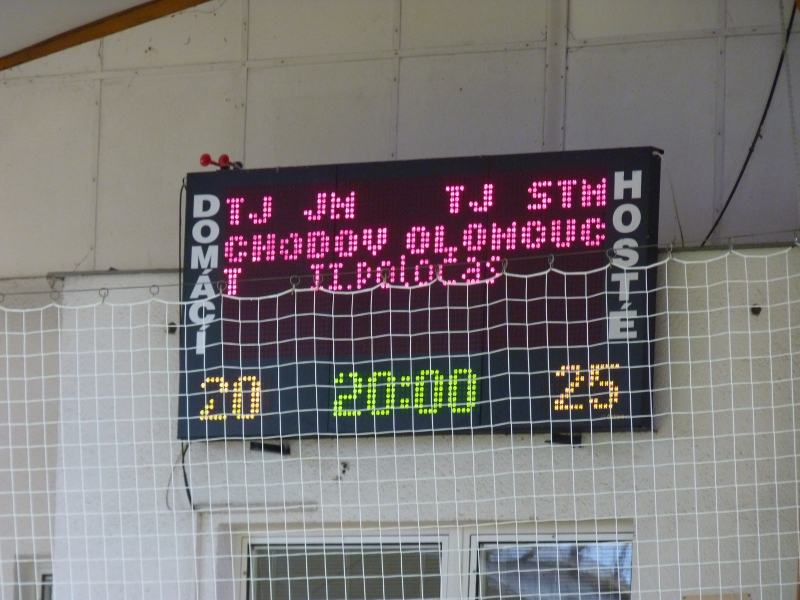 DOMÁCÍ
HOSTÉ
TJ JM TJ STM
CHODOV OLOMOUC
T II.poločas
20 20:00 25